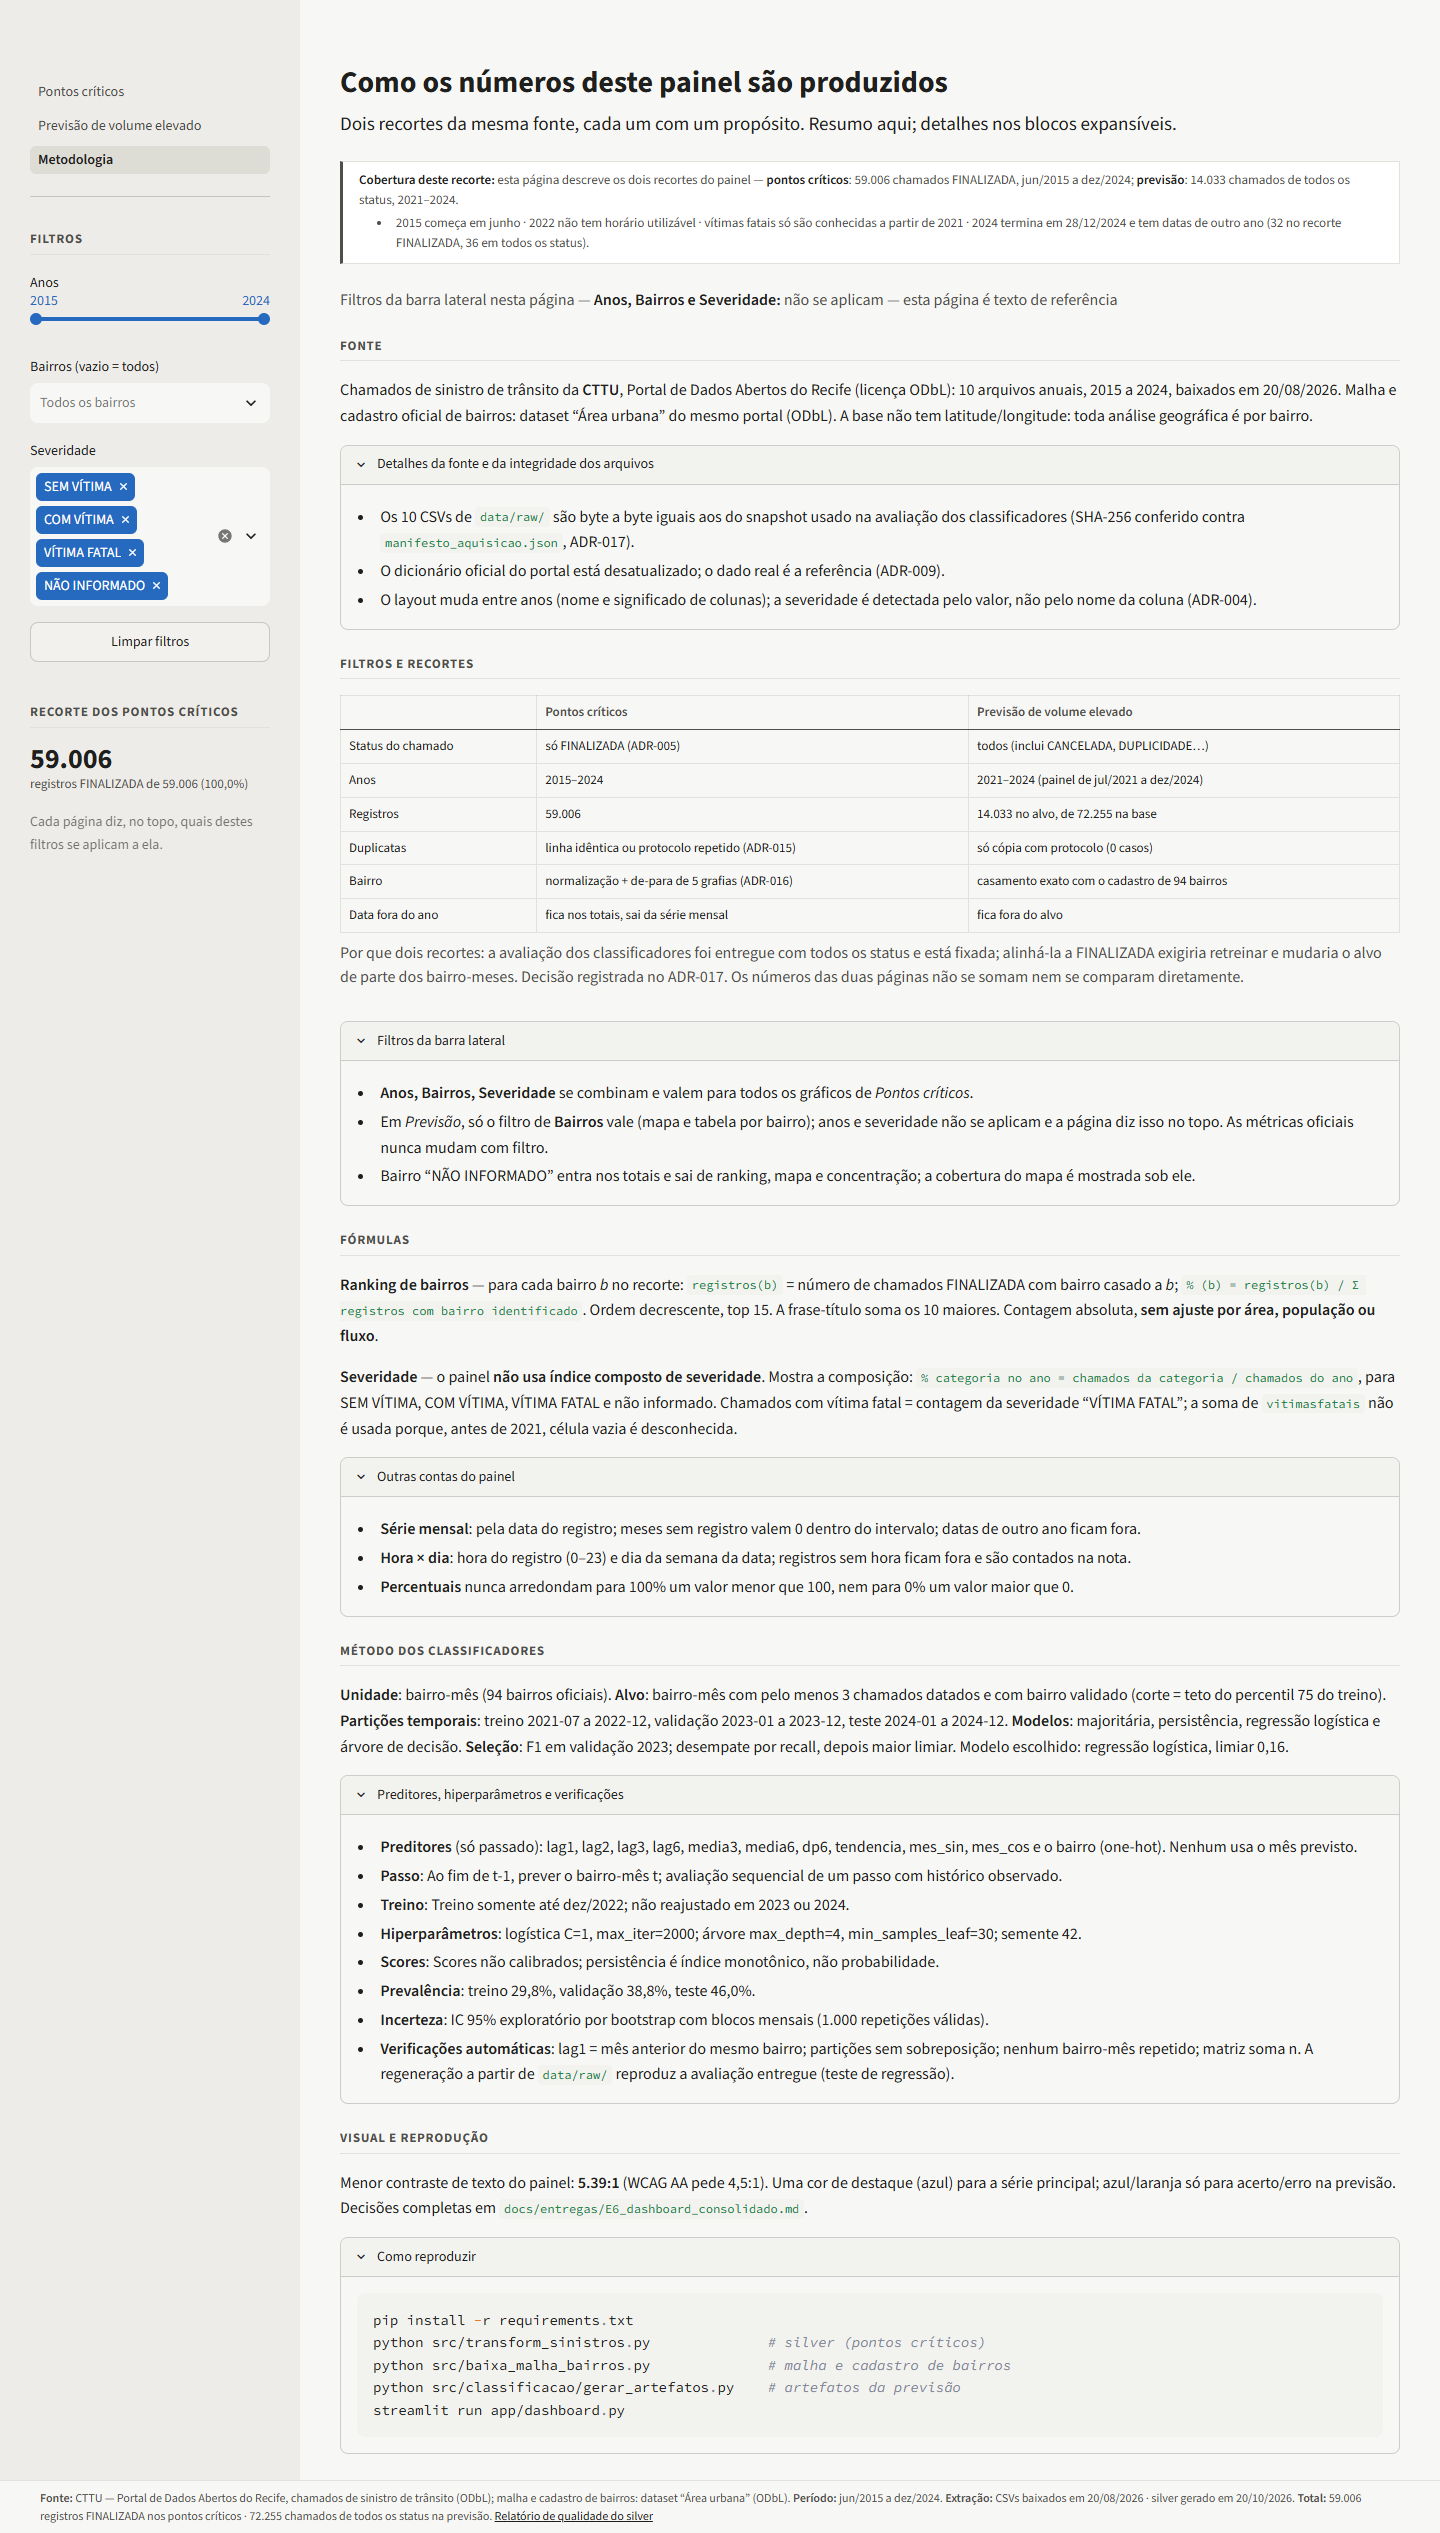 Pontos críticos
Previsão de volume elevado
Metodologia
FILTROS
Anos
2015 2024
Bairros (vazio = todos)
Todos os bairros
Severidade
SEM VÍTIMA ×
COM VÍTIMA ×
VÍTIMA FATAL ×
NÃO INFORMADO ×
Limpar filtros
RECORTE DOS PONTOS CRÍTICOS
59.006
registros FINALIZADA de 59.006 (100,0%)
Cada página diz, no topo, quais destes
filtros se aplicam a ela.
Como os números deste painel são produzidos
Dois recortes da mesma fonte, cada um com um propósito. Resumo aqui; detalhes nos blocos expansíveis.
Cobertura deste recorte: esta página descreve os dois recortes do painel — pontos críticos: 59.006 chamados FINALIZADA, jun/2015 a dez/2024; previsão: 14.033 chamados de todos os
status, 2021–2024.
• 2015 começa em junho · 2022 não tem horário utilizável · vítimas fatais só são conhecidas a partir de 2021 · 2024 termina em 28/12/2024 e tem datas de outro ano (32 no recorte
FINALIZADA, 36 em todos os status).
Filtros da barra lateral nesta página — Anos, Bairros e Severidade: não se aplicam — esta página é texto de referência
FONTE
Chamados de sinistro de trânsito da CTTU, Portal de Dados Abertos do Recife (licença ODbL): 10 arquivos anuais, 2015 a 2024, baixados em 20/08/2026. Malha e
cadastro oficial de bairros: dataset “Área urbana” do mesmo portal (ODbL). A base não tem latitude/longitude: toda análise geográfica é por bairro.
Detalhes da fonte e da integridade dos arquivos
• Os 10 CSVs de data/raw/ são byte a byte iguais aos do snapshot usado na avaliação dos classificadores (SHA-256 conferido contra
manifesto_aquisicao.json , ADR-017).
• O dicionário oficial do portal está desatualizado; o dado real é a referência (ADR-009).
• O layout muda entre anos (nome e significado de colunas); a severidade é detectada pelo valor, não pelo nome da coluna (ADR-004).
FILTROS E RECORTES
Pontos críticos Previsão de volume elevado
Status do chamado só FINALIZADA (ADR-005) todos (inclui CANCELADA, DUPLICIDADE…)
Anos 2015–2024 2021–2024 (painel de jul/2021 a dez/2024)
Registros 59.006 14.033 no alvo, de 72.255 na base
Duplicatas linha idêntica ou protocolo repetido (ADR-015) só cópia com protocolo (0 casos)
Bairro normalização + de-para de 5 grafias (ADR-016) casamento exato com o cadastro de 94 bairros
Data fora do ano fica nos totais, sai da série mensal fica fora do alvo
Por que dois recortes: a avaliação dos classificadores foi entregue com todos os status e está fixada; alinhá-la a FINALIZADA exigiria retreinar e mudaria o alvo
de parte dos bairro-meses. Decisão registrada no ADR-017. Os números das duas páginas não se somam nem se comparam diretamente.
Filtros da barra lateral
• Anos, Bairros, Severidade se combinam e valem para todos os gráficos de Pontos críticos.
• Em Previsão, só o filtro de Bairros vale (mapa e tabela por bairro); anos e severidade não se aplicam e a página diz isso no topo. As métricas oficiais
nunca mudam com filtro.
• Bairro “NÃO INFORMADO” entra nos totais e sai de ranking, mapa e concentração; a cobertura do mapa é mostrada sob ele.
FÓRMULAS
Ranking de bairros — para cada bairro b no recorte: registros(b) = número de chamados FINALIZADA com bairro casado a b; % (b) = registros(b) / Σ
registros com bairro identificado . Ordem decrescente, top 15. A frase-título soma os 10 maiores. Contagem absoluta, sem ajuste por área, população ou
fluxo.
Severidade — o painel não usa índice composto de severidade. Mostra a composição: % categoria no ano = chamados da categoria / chamados do ano , para
SEM VÍTIMA, COM VÍTIMA, VÍTIMA FATAL e não informado. Chamados com vítima fatal = contagem da severidade “VÍTIMA FATAL”; a soma de vitimasfatais não
é usada porque, antes de 2021, célula vazia é desconhecida.
Outras contas do painel
• Série mensal: pela data do registro; meses sem registro valem 0 dentro do intervalo; datas de outro ano ficam fora.
• Hora × dia: hora do registro (0–23) e dia da semana da data; registros sem hora ficam fora e são contados na nota.
• Percentuais nunca arredondam para 100% um valor menor que 100, nem para 0% um valor maior que 0.
MÉTODO DOS CLASSIFICADORES
Unidade: bairro-mês (94 bairros oficiais). Alvo: bairro-mês com pelo menos 3 chamados datados e com bairro validado (corte = teto do percentil 75 do treino).
Partições temporais: treino 2021-07 a 2022-12, validação 2023-01 a 2023-12, teste 2024-01 a 2024-12. Modelos: majoritária, persistência, regressão logística e
árvore de decisão. Seleção: F1 em validação 2023; desempate por recall, depois maior limiar. Modelo escolhido: regressão logística, limiar 0,16.
Preditores, hiperparâmetros e verificações
• Preditores (só passado): lag1, lag2, lag3, lag6, media3, media6, dp6, tendencia, mes_sin, mes_cos e o bairro (one-hot). Nenhum usa o mês previsto.
• Passo: Ao fim de t-1, prever o bairro-mês t; avaliação sequencial de um passo com histórico observado.
• Treino: Treino somente até dez/2022; não reajustado em 2023 ou 2024.
• Hiperparâmetros: logística C=1, max_iter=2000; árvore max_depth=4, min_samples_leaf=30; semente 42.
• Scores: Scores não calibrados; persistência é índice monotônico, não probabilidade.
• Prevalência: treino 29,8%, validação 38,8%, teste 46,0%.
• Incerteza: IC 95% exploratório por bootstrap com blocos mensais (1.000 repetições válidas).
• Verificações automáticas: lag1 = mês anterior do mesmo bairro; partições sem sobreposição; nenhum bairro-mês repetido; matriz soma n. A
regeneração a partir de data/raw/ reproduz a avaliação entregue (teste de regressão).
VISUAL E REPRODUÇÃO
Menor contraste de texto do painel: 5.39:1 (WCAG AA pede 4,5:1). Uma cor de destaque (azul) para a série principal; azul/laranja só para acerto/erro na previsão.
Decisões completas em docs/entregas/E6_dashboard_consolidado.md .
Como reproduzir
pip install -r requirements.txt
python src/transform_sinistros.py # silver (pontos críticos)
python src/baixa_malha_bairros.py # malha e cadastro de bairros
python src/classificacao/gerar_artefatos.py # artefatos da previsão
streamlit run app/dashboard.py
Fonte: CTTU — Portal de Dados Abertos do Recife, chamados de sinistro de trânsito (ODbL); malha e cadastro de bairros: dataset “Área urbana” (ODbL). Período: jun/2015 a dez/2024. Extração: CSVs baixados em 20/08/2026 · silver gerado em 20/10/2026. Total: 59.006
registros FINALIZADA nos pontos críticos · 72.255 chamados de todos os status na previsão. Relatório de qualidade do silver